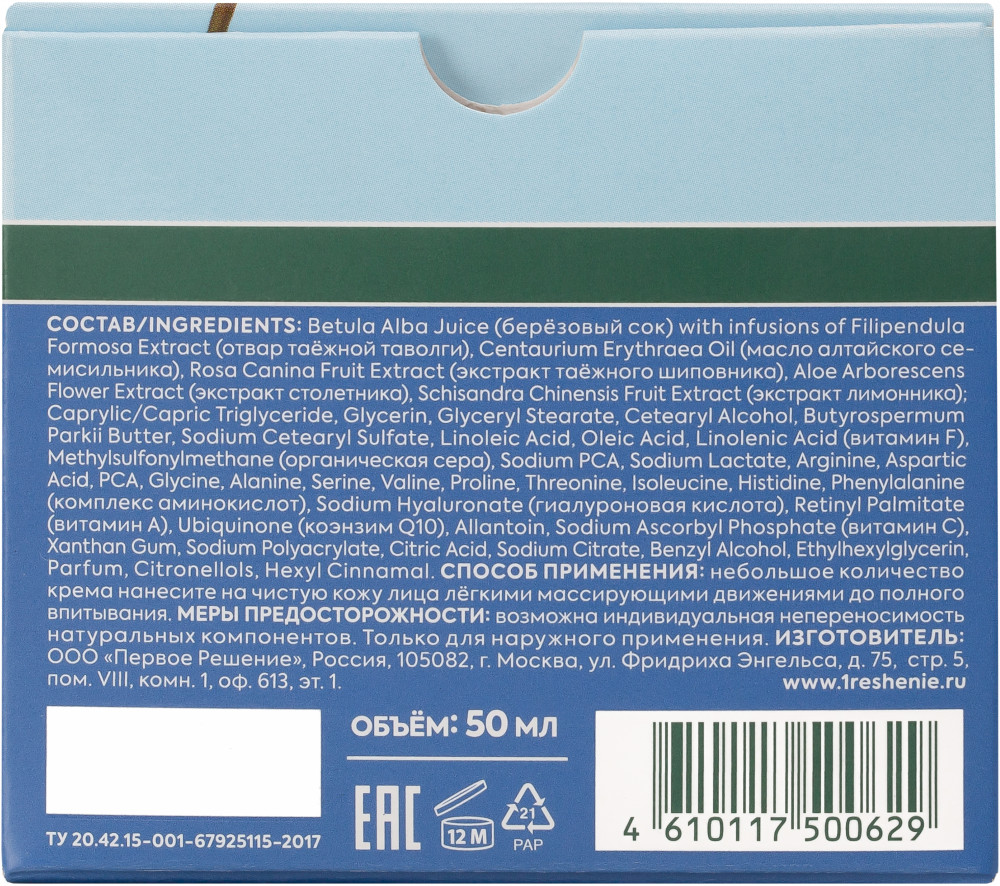 СОСТАВ/INGREDIENTS: Betula Alba Juice (берёзовый сок) with infusions of Filipendula
Formosa Extract (отвар таёжной таволги), Centaurium Erythraea Oil (масло алтайского се-
мисильника), Rosa Canina Fruit Extract (экстракт таёжного шиповника), Aloe Arborescens
Flower Extract (экстракт столетника), Schisandra Chinensis Fruit Extract (экстракт лимонника);
Caprylic/Capric Triglyceride, Glycerin, Glyceryl Stearate, Cetearyl Alcohol, Butyrospermum
Parkii Butter, Sodium Cetearyl Sulfate, Linoleic Acid, Oleic Acid, Linolenic Acid (витамин F),
Methylsulfonylmethane (органическая сера), Sodium PCA, Sodium Lactate, Arginine, Aspartic
Acid, PCA, Glycine, Alanine, Serine, Valine, Proline, Threonine, Isoleucine, Histidine, Phenylalanine
(комплекс аминокислот), Sodium Hyaluronate (гиалуроновая кислота), Retinyl Palmitate
(витамин А), Ubiquinone (коэнзим Q10), Allantoin, Sodium Ascorbyl Phosphate (витамин С),
Xanthan Gum, Sodium Polyacrylate, Citric Acid, Sodium Citrate, Benzyl Alcohol, Ethylhexylglycerin,
Parfum, Citronellols, Hexyl Cinnamal. СПОСОБ ПРИМЕНЕНИЯ: небольшое количество
крема нанесите на чистую кожу лица лёгкими массирующими движениями до полного
впитывания. МЕРЫ ПРЕДОСТОРОЖНОСТИ: возможна индивидуальная непереносимость
натуральных компонентов. Только для наружного применения. ИЗГОТОВИТЕЛЬ:
ООО «Первое Решение», Россия, 105082, г. Москва, ул. Фридриха Энгельса, д. 75, стр. 5,
пом. VIII, комн. 1, оф. 613, эт. 1. www.1reshenie.ru
ОБЪЁМ: 50 МЛ
EAC
12 М
21
PAP
ТУ 20.42.15-001-67925115-2017
4 610117 500629